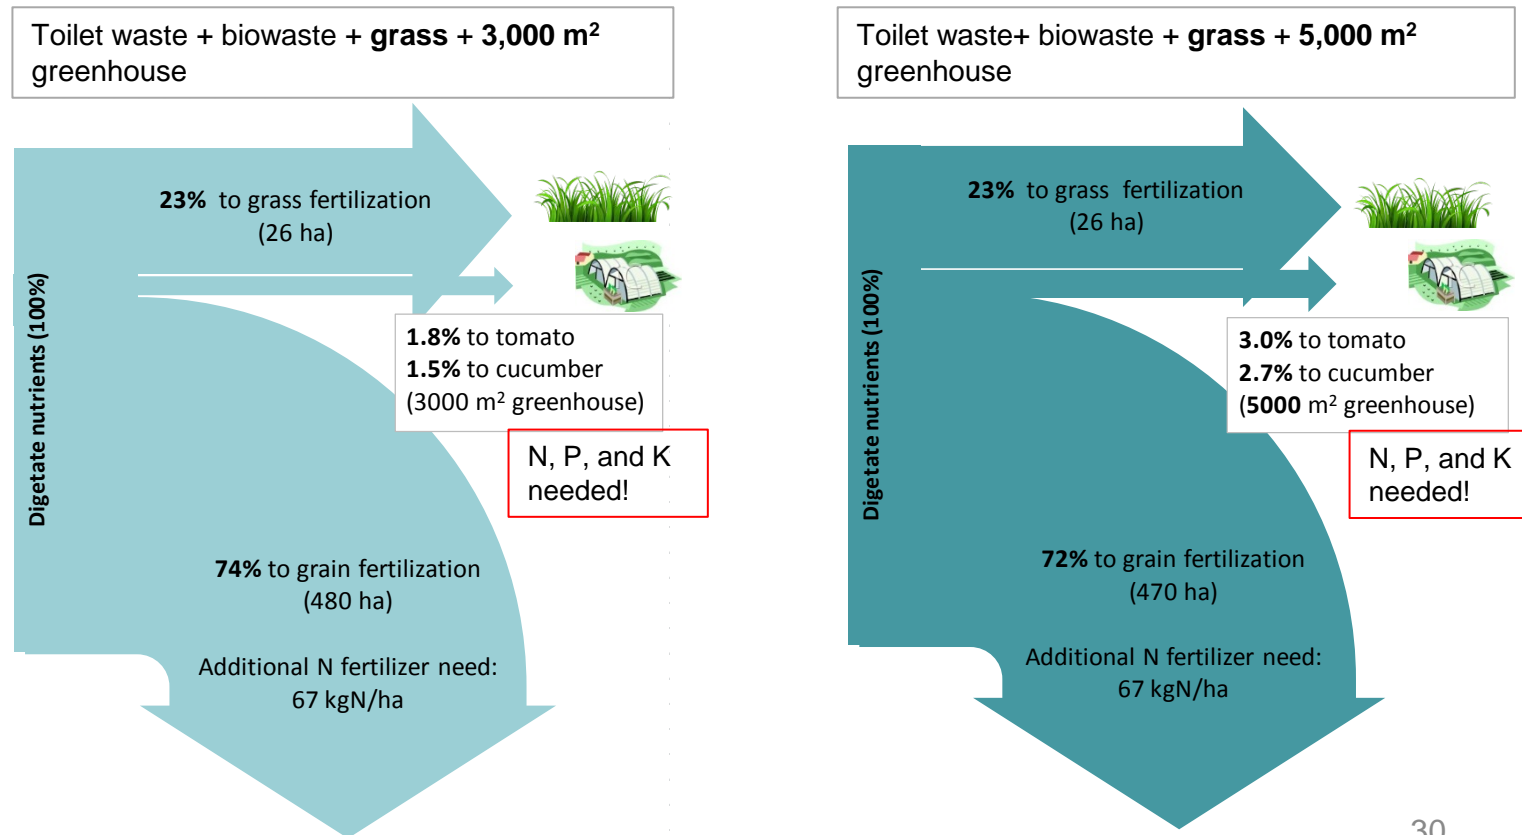 Toilet waste + biowaste + grass + 3,000 m²
greenhouse
23% to grass fertilization
(26 ha)
Digetate nutrients (100%)
1.8% to tomato
1.5% to cucumber
(3000 m² greenhouse)
N, P, and K
needed!
74% to grain fertilization
(480 ha)
Additional N fertilizer need:
67 kgN/ha
Toilet waste+ biowaste + grass + 5,000 m²
greenhouse
23% to grass fertilization
(26 ha)
Digetate nutrients (100%)
3.0% to tomato
2.7% to cucumber
(5000 m² greenhouse)
N, P, and K
needed!
72% to grain fertilization
(470 ha)
Additional N fertilizer need:
67 kgN/ha
30